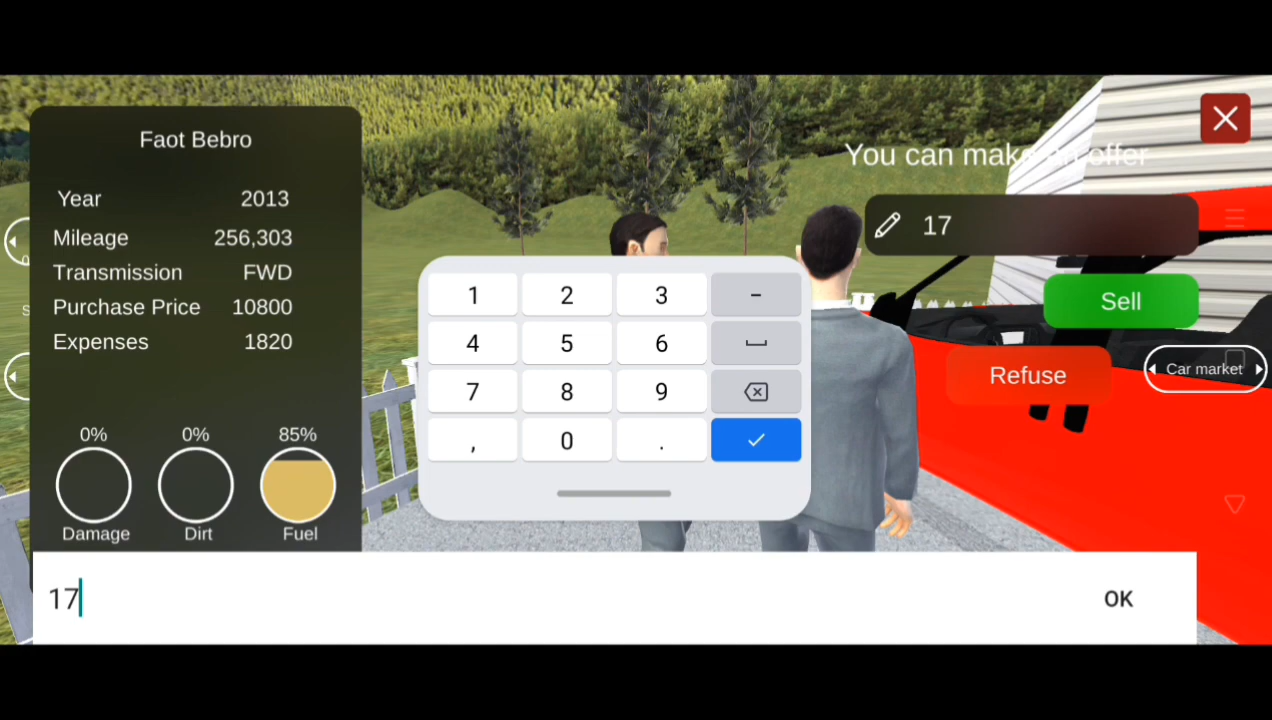 Faot Bebro
Year 2013
Mileage 256,303
Transmission FWD
Purchase Price 10800
Expenses 1820
0% 0% 85%
Damage Dirt Fuel
You can make an offer
17
Sell
Refuse
Car market
1 2 3 -
4 5 6
7 8 9
, 0 .
17
OK